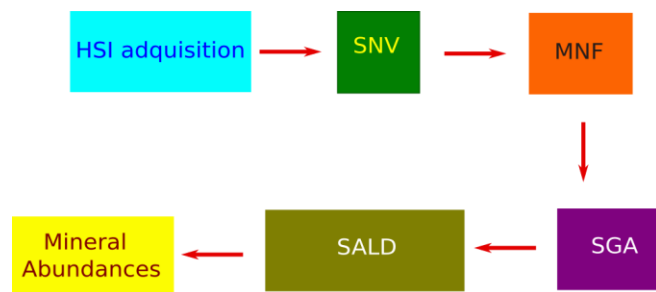 HSI adquisition
SNV
MNF
SGA
SALD
Mineral
Abundances